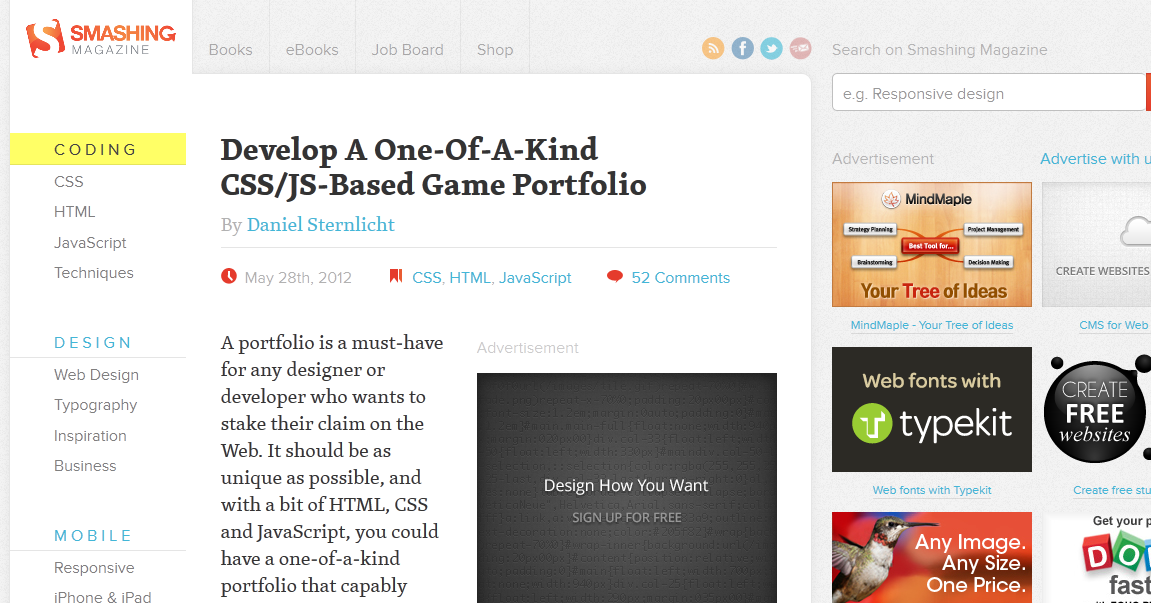 SMASHING
MAGAZINE
Books
eBooks
Job Board
Shop
Search on Smashing Magazine
e.g. Responsive design
CODING
CSS
HTML
JavaScript
Techniques
DESIGN
Web Design
Typography
Inspiration
Business
MOBILE
Responsive
iPhone & iPad
Develop A One-Of-A-Kind
CSS/JS-Based Game Portfolio
By Daniel Sternlicht
May 28th, 2012
CSS, HTML, JavaScript
52 Comments
A portfolio is a must-have
for any designer or
developer who wants to
stake their claim on the
Web. It should be as
unique as possible, and
with a bit of HTML, CSS
and JavaScript, you could
have a one-of-a-kind
portfolio that capably
Advertisement
Design How You Want
SIGN UP FOR FREE
Advertisement
Advertise with u
MindMaple
Strategy Planning
Project Management
Best Tool for...
Brainstorming
Decision Making
Your Tree of Ideas
MindMaple - Your Tree of Ideas
CREATE WEBSITES
CMS for Web
Web fonts with
typekit
Web fonts with Typekit
CREATE
FREE
websites
Create free stu
Any Image.
Any Size.
One Price.
Get your p
DO
fast